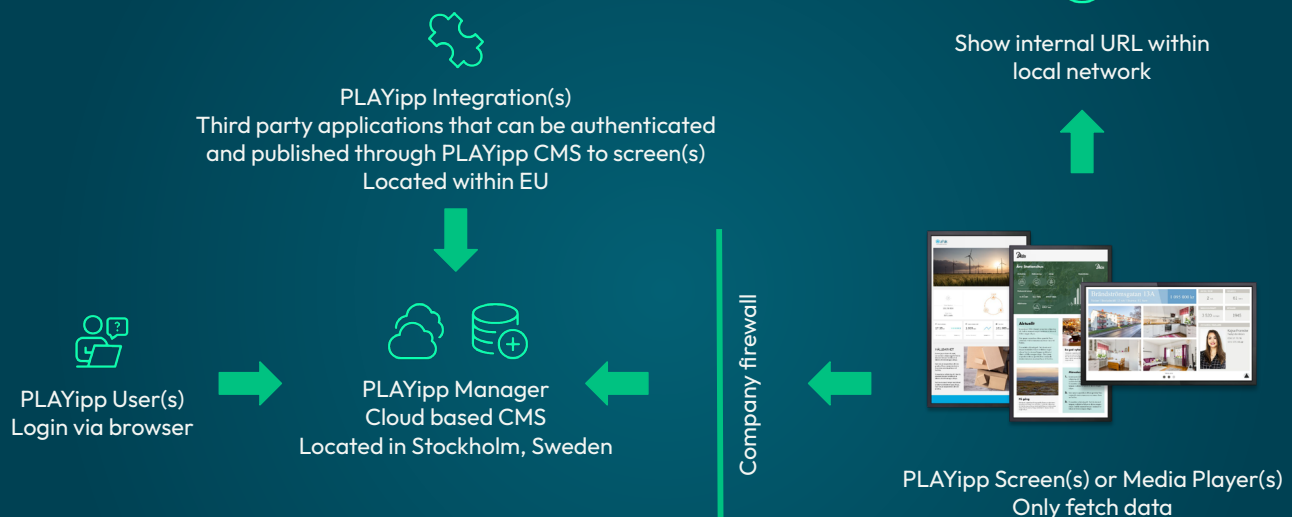 PLAYipp Integration(s)
Third party applications that can be authenticated
and published through PLAYipp CMS to screen(s)
Located within EU
Show internal URL within
local network
PLAYipp User(s)
Login via browser
PLAYipp Manager
Cloud based CMS
Located in Stockholm, Sweden
Company firewall
Aktuellt
PLAYipp Screen(s) or Media Player(s)
Only fetch data